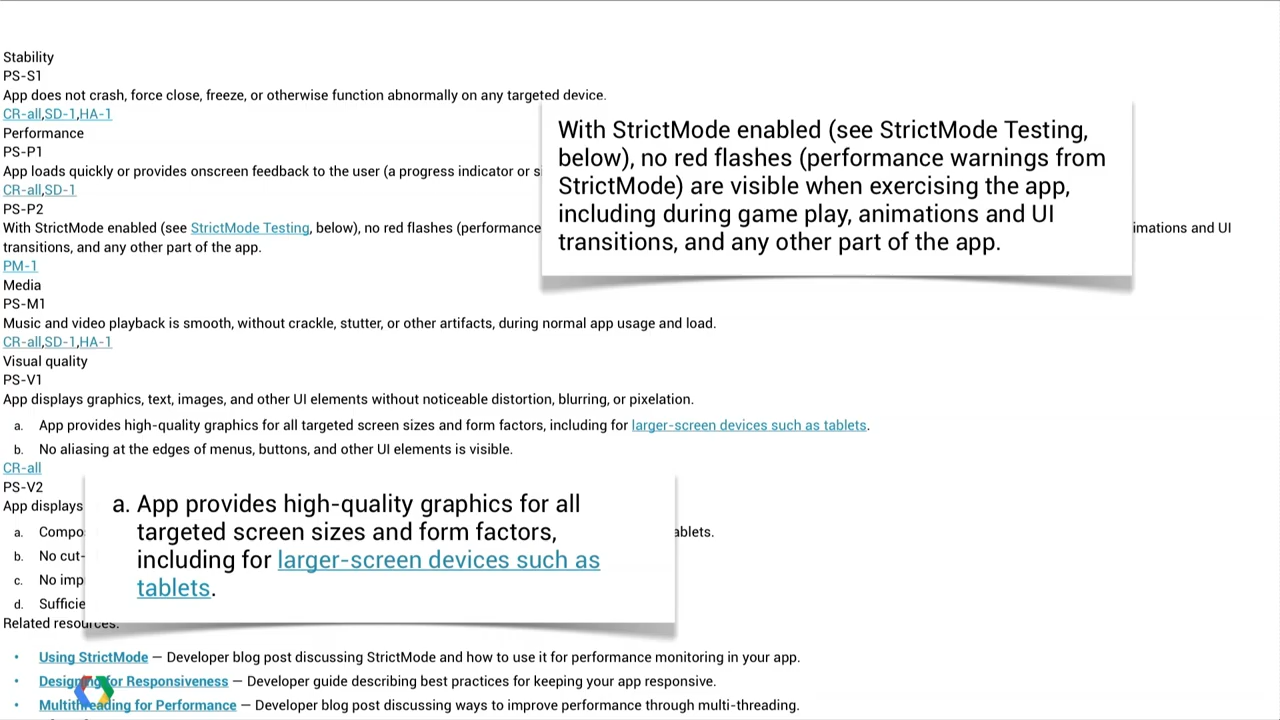 Stability
PS-S1
App does not crash, force close, freeze, or otherwise function abnormally on any targeted device.
CR-all,SD-1,HA-1
Performance
PS-P1
App loads quickly or provides onscreen feedback to the user (a progress indicator or s
CR-all,SD-1
PS-P2
With StrictMode enabled (see StrictMode Testing, below), no red flashes (performance
imations and UI
transitions, and any other part of the app.
PM-1
With StrictMode enabled (see StrictMode Testing,
below), no red flashes (performance warnings from
StrictMode) are visible when exercising the app,
including during game play, animations and UI
transitions, and any other part of the app.
Media
PS-M1
Music and video playback is smooth, without crackle, stutter, or other artifacts, during normal app usage and load.
CR-all,SD-1,HA-1
Visual quality
PS-V1
App displays graphics, text, images, and other UI elements without noticeable distortion, blurring, or pixelation.
a. App provides high-quality graphics for all targeted screen sizes and form factors, including for larger-screen devices such as tablets.
b. No aliasing at the edges of menus, buttons, and other UI elements is visible.
CR-all
PS-V2
App displays
a. Compo
ablets.
b. No cut-
c. No imp
d. Sufficie
a. App provides high-quality graphics for all
targeted screen sizes and form factors,
including for larger-screen devices such as
tablets.
Related resources:
• Using StrictMode — Developer blog post discussing StrictMode and how to use it for performance monitoring in your app.
• Designing for Responsiveness — Developer guide describing best practices for keeping your app responsive.
• Multithreading for Performance — Developer blog post discussing ways to improve performance through multi-threading.